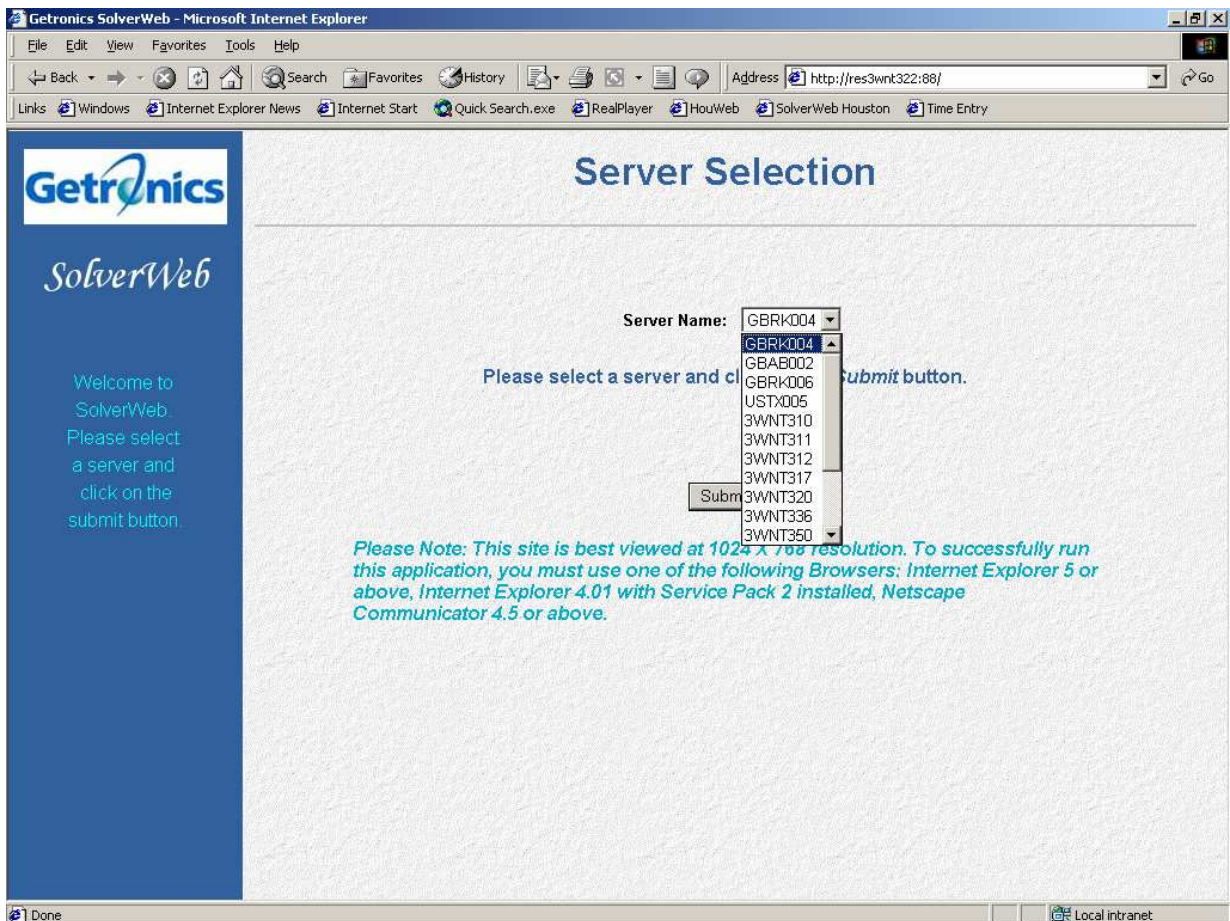 Getronics SolverWeb - Microsoft Internet Explorer
File Edit View Favorites Tools Help
Back Search Favorites History Address http://res3wnt322:88/ Go
Links Windows Internet Explorer News Internet Start Quick Search.exe RealPlayer HouWeb SolverWeb Houston Time Entry
Getronics
SolverWeb
Welcome to
SolverWeb.
Please select
a server and
click on the
submit button.
Server Selection
Server Name: GBRK004
GBRK004
GBAB002
GBRK006
USTX005
3WNT310
3WNT311
3WNT312
3WNT317
3WNT320
3WNT336
3WNT350
Please select a server and cl Submit button.
Subm
Please Note: This site is best viewed at 1024 X 768 resolution. To successfully run
this application, you must use one of the following Browsers: Internet Explorer 5 or
above, Internet Explorer 4.01 with Service Pack 2 installed, Netscape
Communicator 4.5 or above.
Done Local intranet